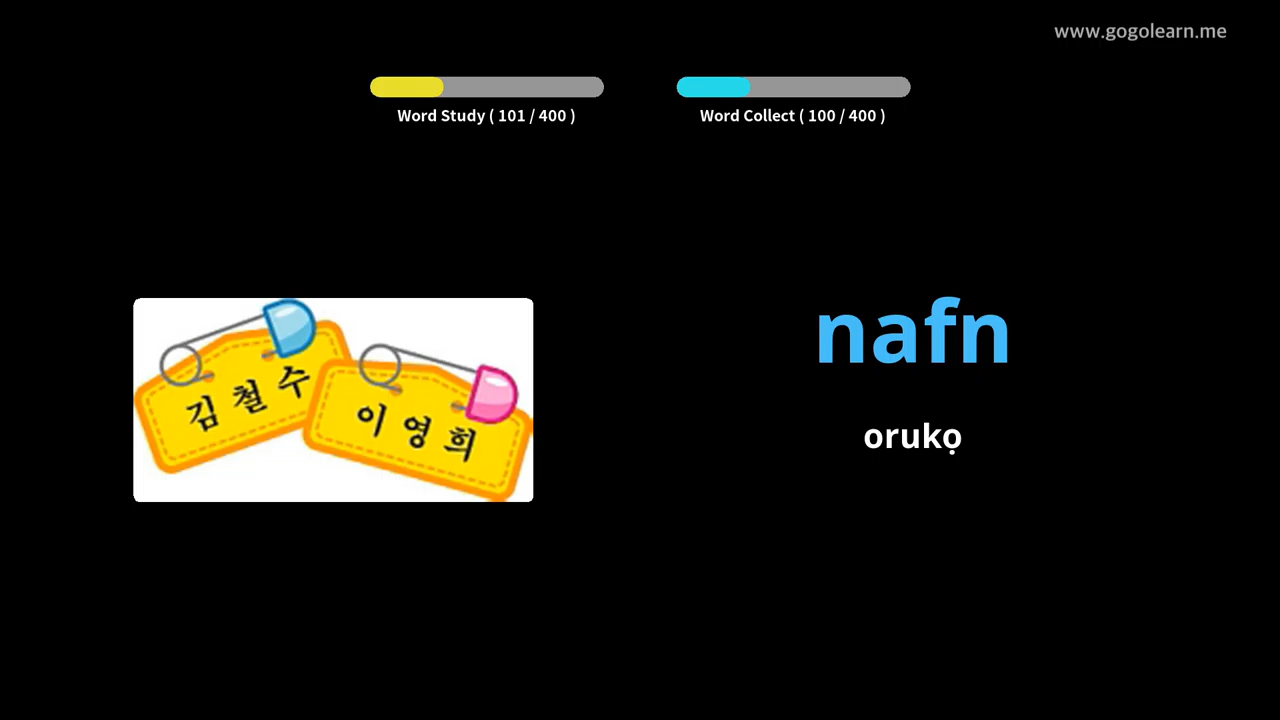 www.gogolearn.me
Word Study ( 101 / 400 )
Word Collect ( 100 / 400 )
김철수
이영희
nafn
orukọ